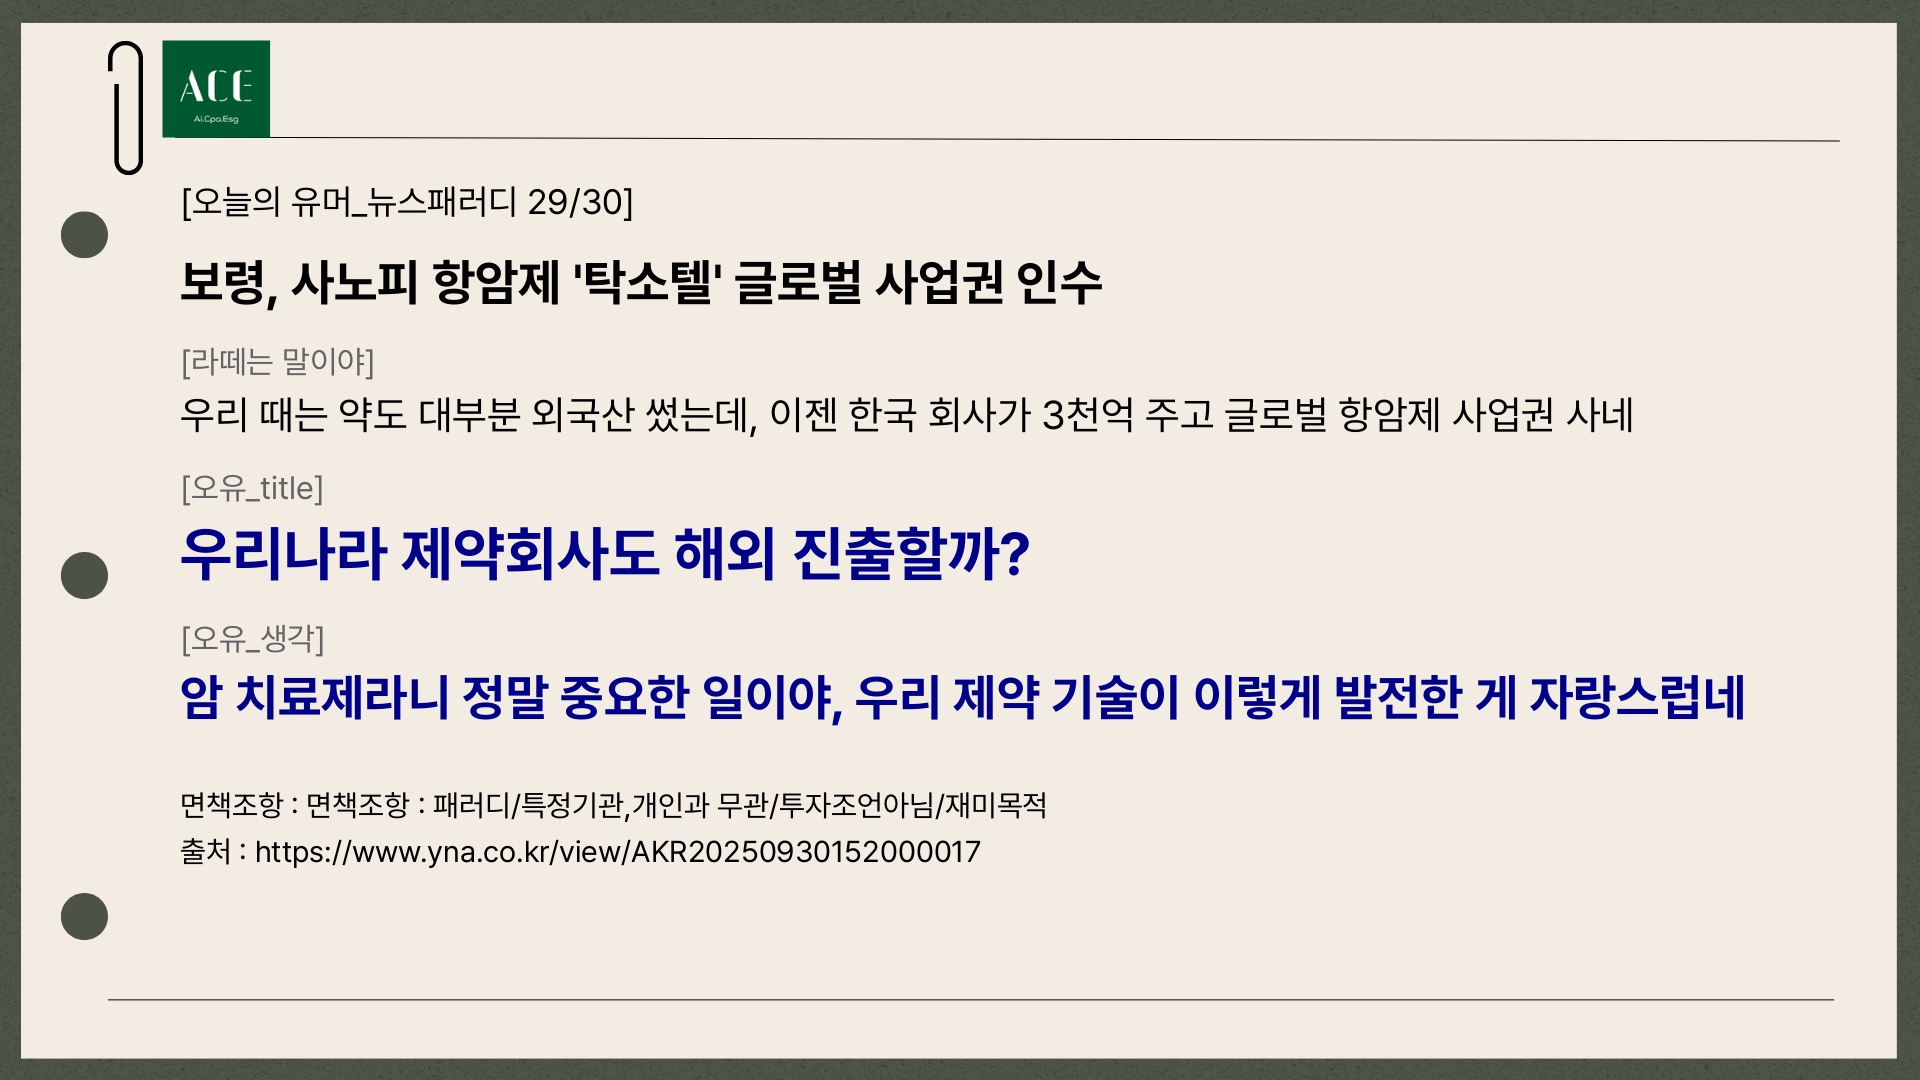 ACE
Ai.Cpa.Esg
[오늘의 유머_뉴스패러디 29/30]
보령, 사노피 항암제 '탁소텔' 글로벌 사업권 인수
[라떼는 말이야]
우리 때는 약도 대부분 외국산 썼는데, 이젠 한국 회사가 3천억 주고 글로벌 항암제 사업권 사네
[오유_title]
우리나라 제약회사도 해외 진출할까?
[오유_생각]
암 치료제라니 정말 중요한 일이야, 우리 제약 기술이 이렇게 발전한 게 자랑스럽네
면책조항 : 면책조항 : 패러디/특정기관,개인과 무관/투자조언아님/재미목적
출처 : https://www.yna.co.kr/view/AKR20250930152000017